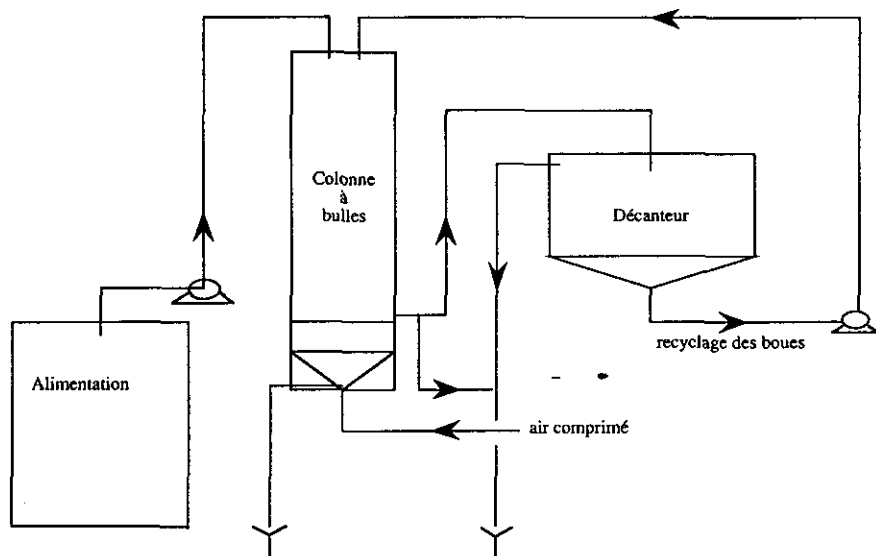 Colonne
à
bulles
Décanteur
recyclage des boues
Alimentation
air comprimé